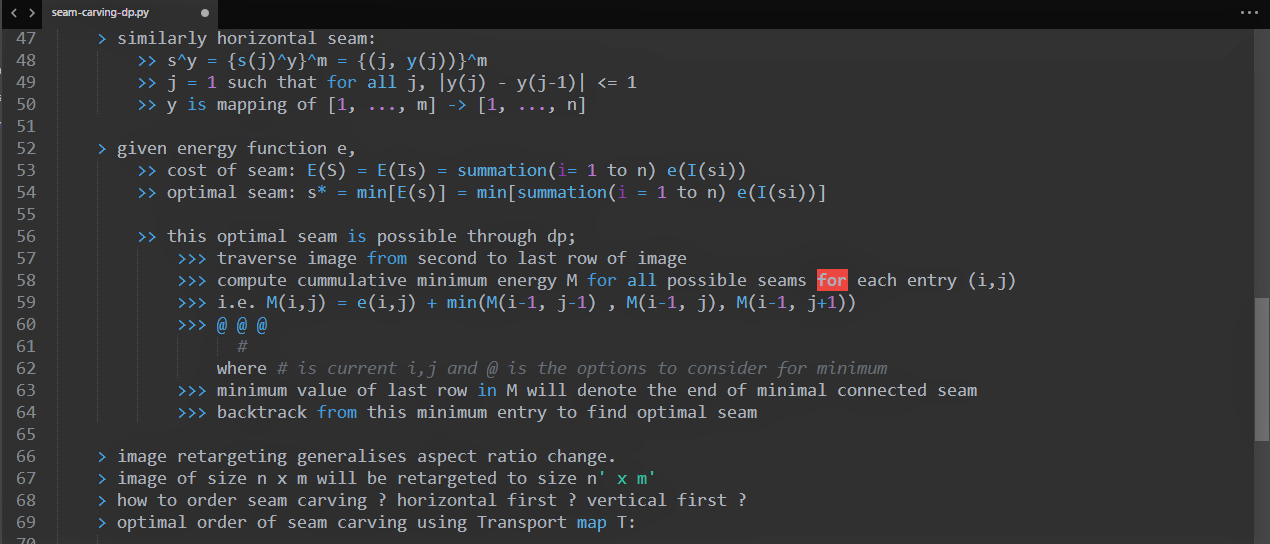 seam-carving-dp.py
47 > similarly horizontal seam:
48 >> s^y = {s(j)^y}^m = {(j, y(j))}^m
49 >> j = 1 such that for all j, |y(j) - y(j-1)| <= 1
50 >> y is mapping of [1, ..., m] -> [1, ..., n]
51
52 > given energy function e,
53 >> cost of seam: E(S) = E(Is) = summation(i= 1 to n) e(I(si))
54 >> optimal seam: s* = min[E(s)] = min[summation(i = 1 to n) e(I(si))]
55
56 >> this optimal seam is possible through dp;
57 >>> traverse image from second to last row of image
58 >>> compute cummulative minimum energy M for all possible seams for each entry (i,j)
59 >>> i.e. M(i,j) = e(i,j) + min(M(i-1, j-1) , M(i-1, j), M(i-1, j+1))
60 >>> @ @ @
61 #
62 where # is current i,j and @ is the options to consider for minimum
63 >>> minimum value of last row in M will denote the end of minimal connected seam
64 >>> backtrack from this minimum entry to find optimal seam
65
66 > image retargeting generalises aspect ratio change.
67 > image of size n x m will be retargeted to size n' x m'
68 > how to order seam carving ? horizontal first ? vertical first ?
69 > optimal order of seam carving using Transport map T:
70